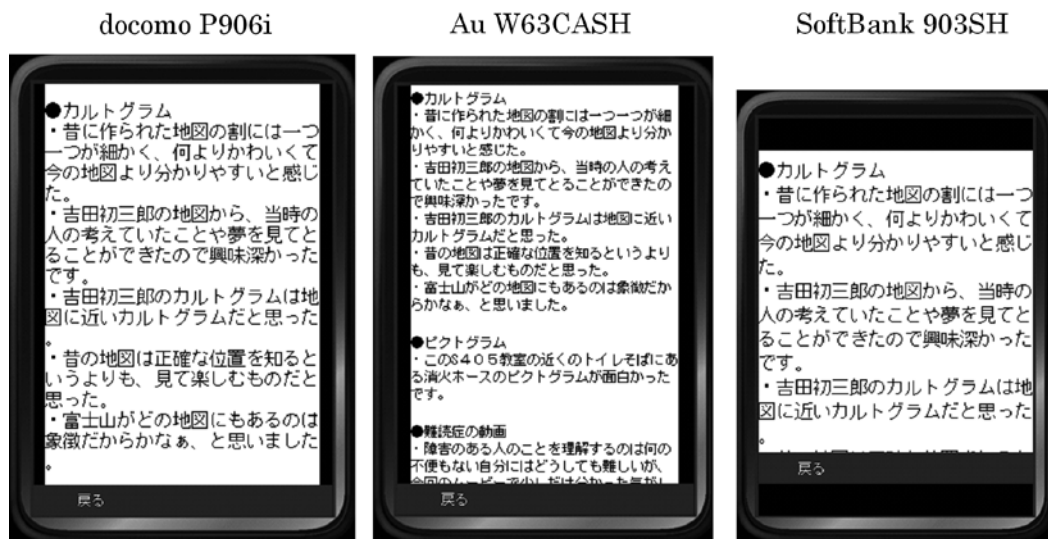 docomo P906i
●カルトグラム
・昔に作られた地図の割には一つ
一つが細かく、何よりかわいくて
今の地図より分かりやすいと感じ
た。
・吉田初三郎の地図から、当時の
人の考えていたことや夢を見てと
ることができたので興味深かった
です。
・吉田初三郎のカルトグラムは地
図に近いカルトグラムだと思った
。
・昔の地図は正確な位置を知ると
いうよりも、見て楽しむものだと
思った。
・富士山がどの地図にもあるのは
象徴だからかなぁ、と思いました
。
戻る
Au W63CASH
●カルトグラム
・昔に作られた地図の割には一つ一つが細
かく、何よりかわいくて今の地図より分か
りやすいと感じた。
・吉田初三郎の地図から、当時の人の考え
ていたことや夢を見てとることができたの
で興味深かったです。
・吉田初三郎のカルトグラムは地図に近い
カルトグラムだと思った。
・昔の地図は正確な位置を知るというより
も、見て楽しむものだと思った。
・富士山がどの地図にもあるのは象徴だか
らかなぁ、と思いました。
●ピクトグラム
・このS405教室の近くのトイレそばにあ
る消火ホースのピクトグラムが面白かった
です。
●難読症の動画
・障害のある人のことを理解するのは何の
不便もない自分にはどうしても難しいが、
今回のムービーで少しだけ分かった気がし
戻る
SoftBank 903SH
●カルトグラム
・昔に作られた地図の割には一つ
一つが細かく、何よりかわいくて
今の地図より分かりやすいと感じ
た。
・吉田初三郎の地図から、当時の
人の考えていたことや夢を見てと
ることができたので興味深かった
です。
・吉田初三郎のカルトグラムは地
図に近いカルトグラムだと思った
。
戻る